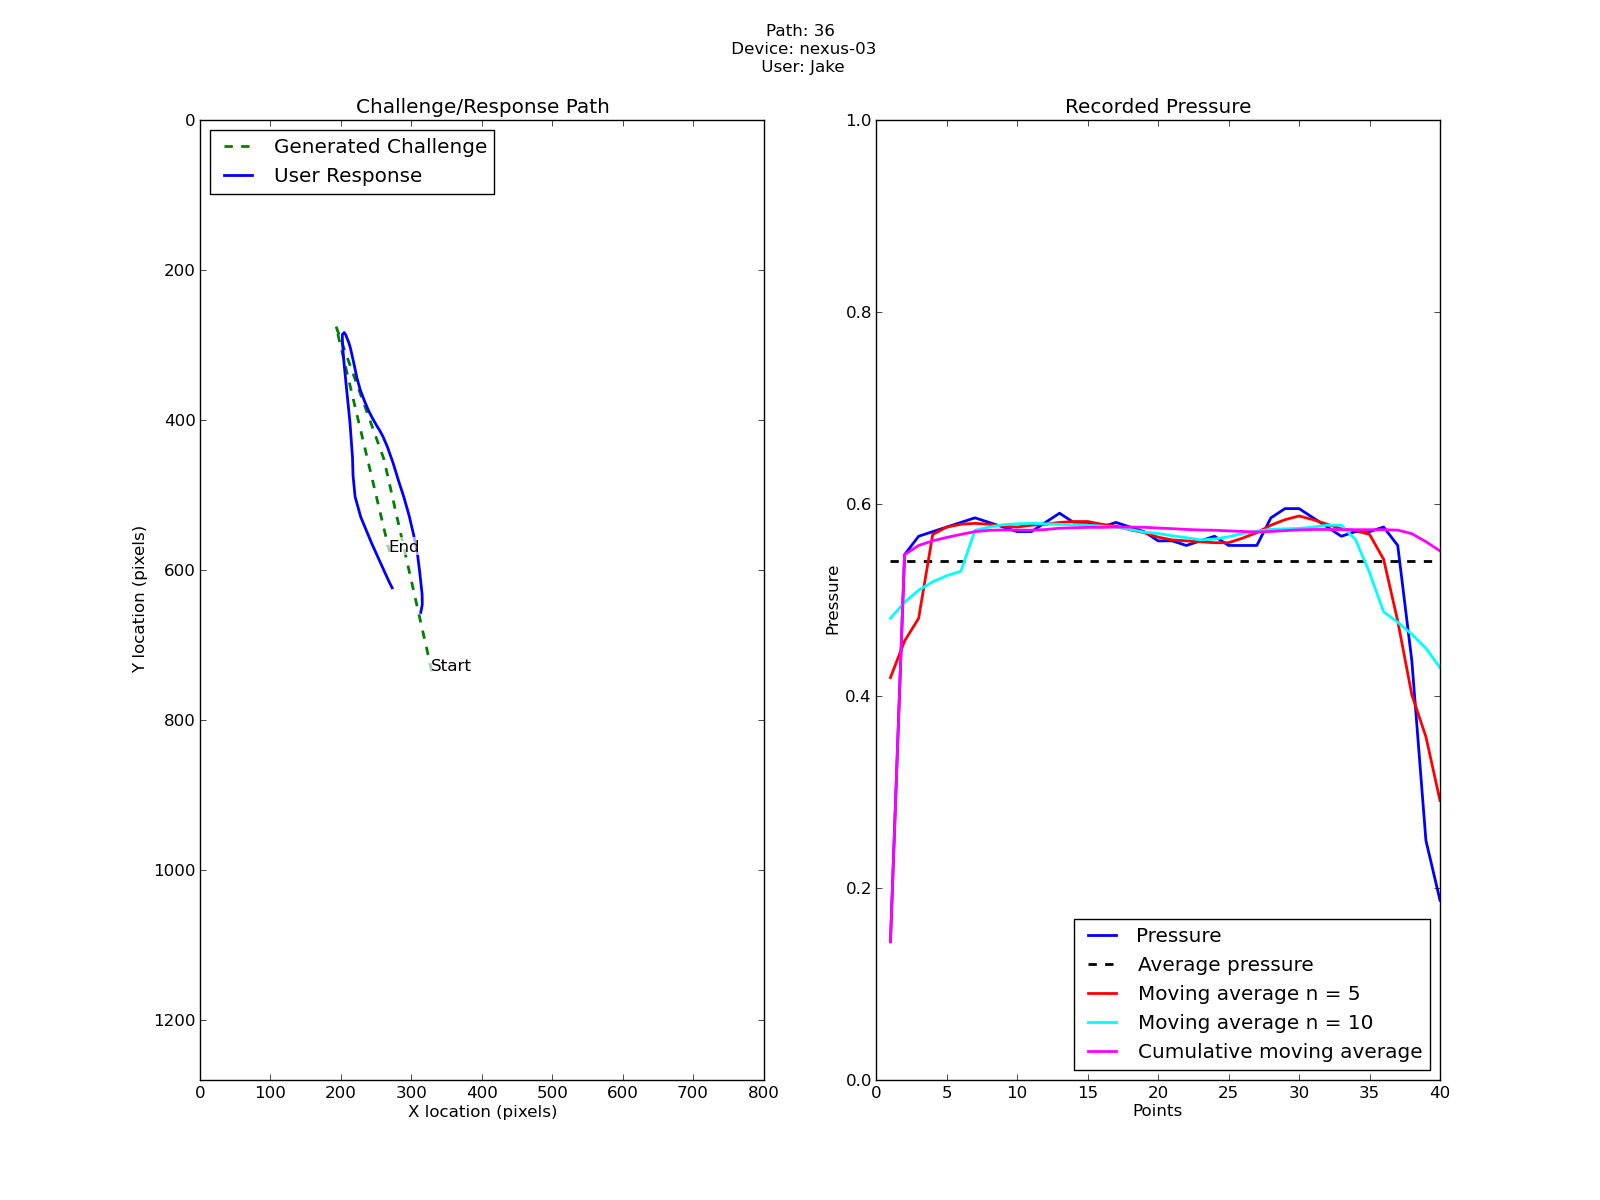 Path: 36
Device: nexus-03
User: Jake
Challenge/Response Path
Generated Challenge
User Response
0
200
400
600
800
1000
1200
Y location (pixels)
End
Start
0 100 200 300 400 500 600 700 800
X location (pixels)
Recorded Pressure
1.0
0.8
0.6
0.4
0.2
0.0
Pressure
Pressure
Average pressure
Moving average n = 5
Moving average n = 10
Cumulative moving average
0 5 10 15 20 25 30 35 40
Points